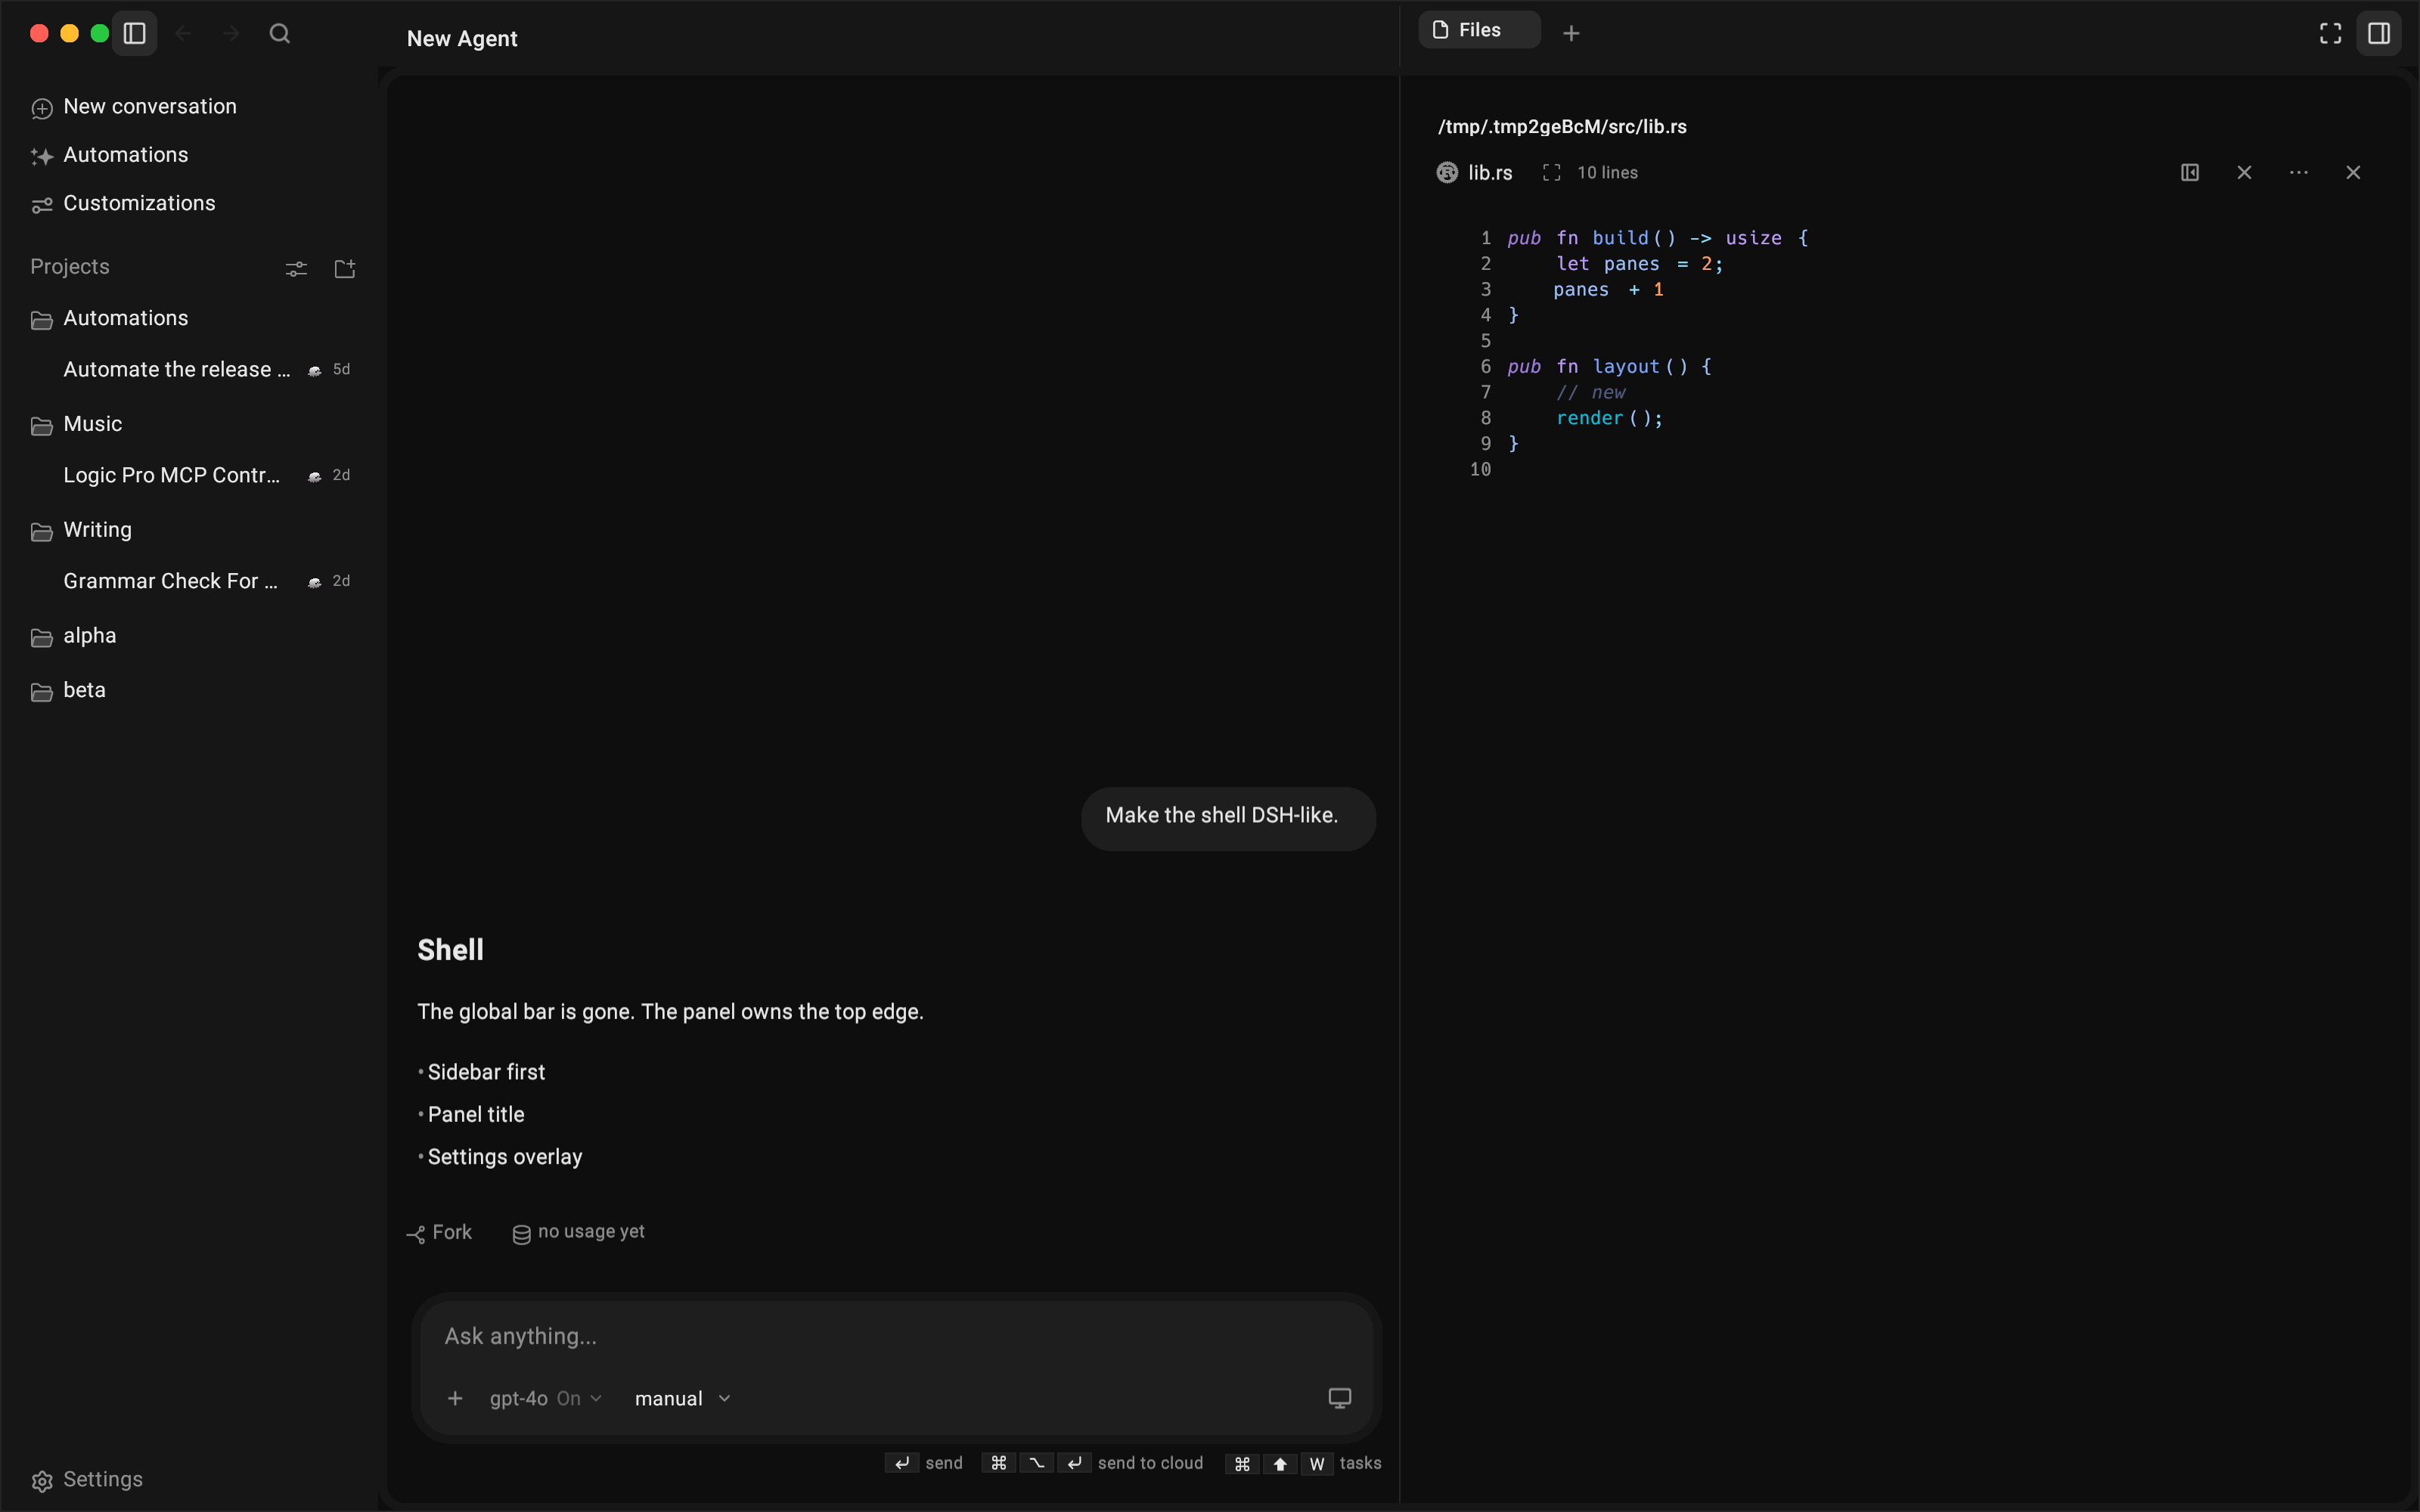 New Agent
Files
New conversation
Automations
Customizations
Projects
Automations
Automate the release ... 5d
Music
Logic Pro MCP Contr... 2d
Writing
Grammar Check For ... 2d
alpha
beta
Settings
Make the shell DSH-like.
Shell
The global bar is gone. The panel owns the top edge.
• Sidebar first
• Panel title
• Settings overlay
Fork no usage yet
Ask anything...
gpt-4o On manual
send ⌘ ⌥ send to cloud ⌘ W tasks
/tmp/.tmp2geBcM/src/lib.rs
lib.rs 10 lines
1 pub fn build() -> usize {
2     let panes = 2;
3     panes + 1
4 }
5
6 pub fn layout() {
7     // new
8     render();
9 }
10